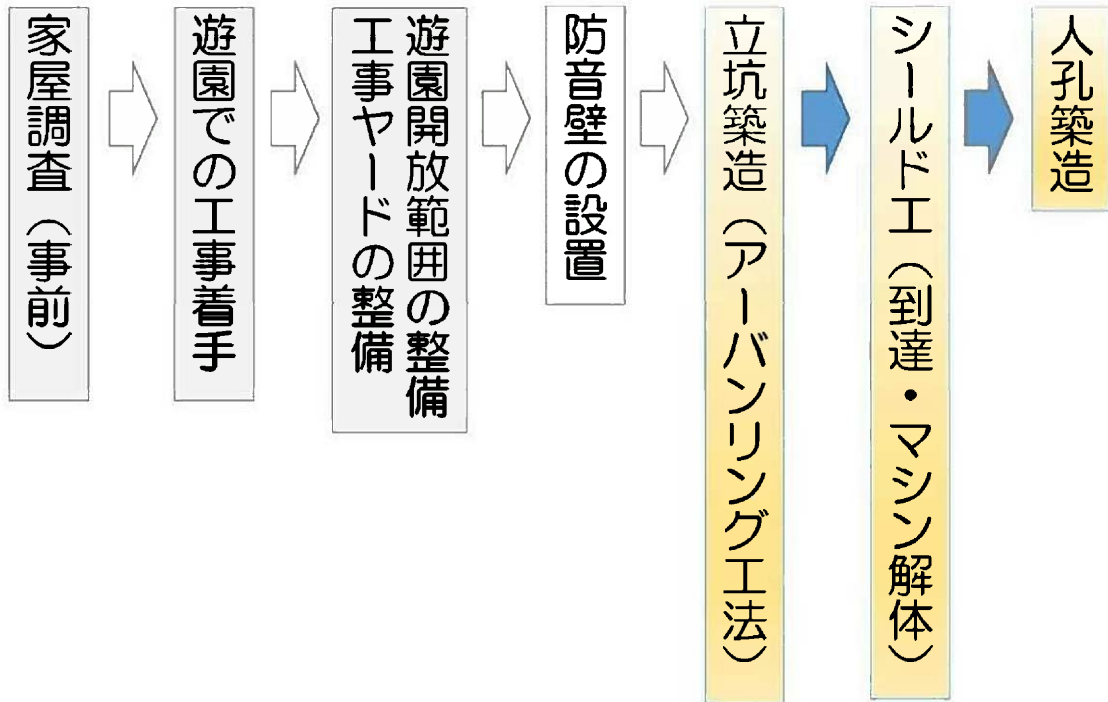 家屋調査（事前）
遊園での工事着手
遊園開放範囲の整備
工事ヤードの整備
防音壁の設置
立坑築造（アーバンリング工法）
シールド工（到達・マシン解体）
人孔築造